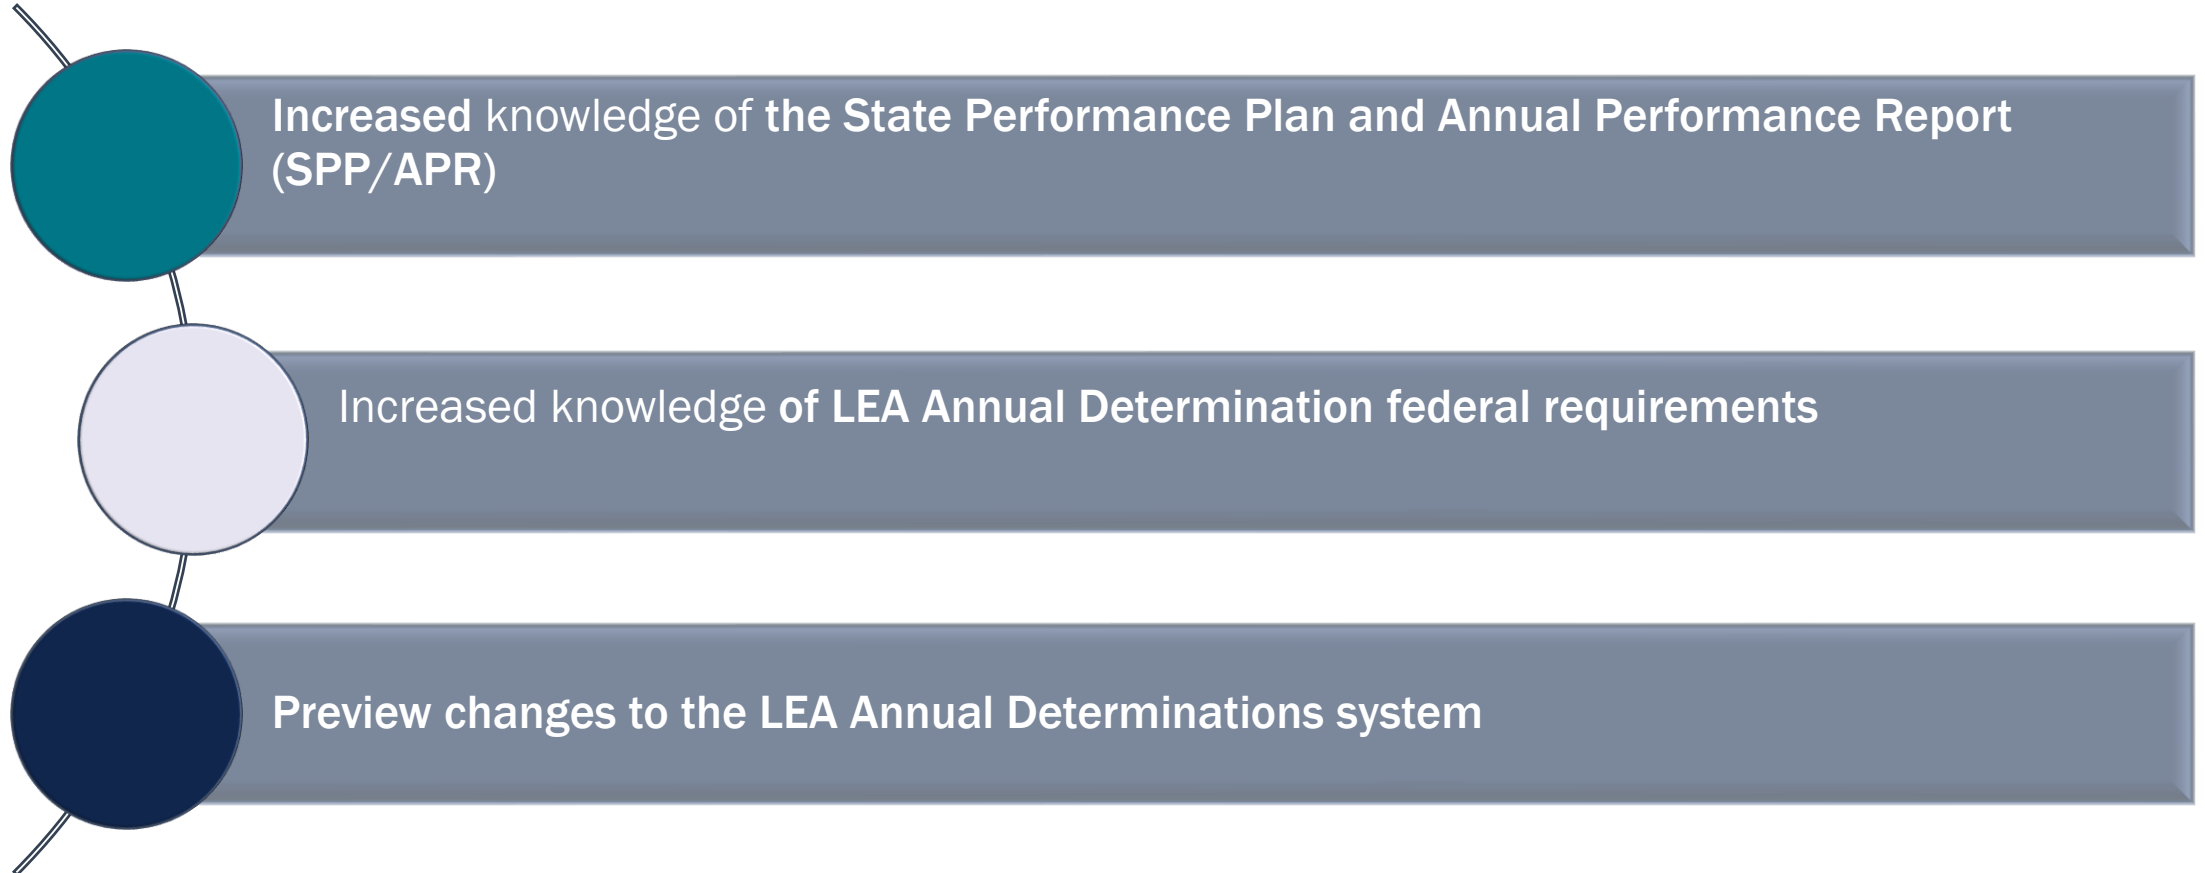 Increased knowledge of the State Performance Plan and Annual Performance Report
(SPP/APR)
Increased knowledge of LEA Annual Determination federal requirements
Preview changes to the LEA Annual Determinations system